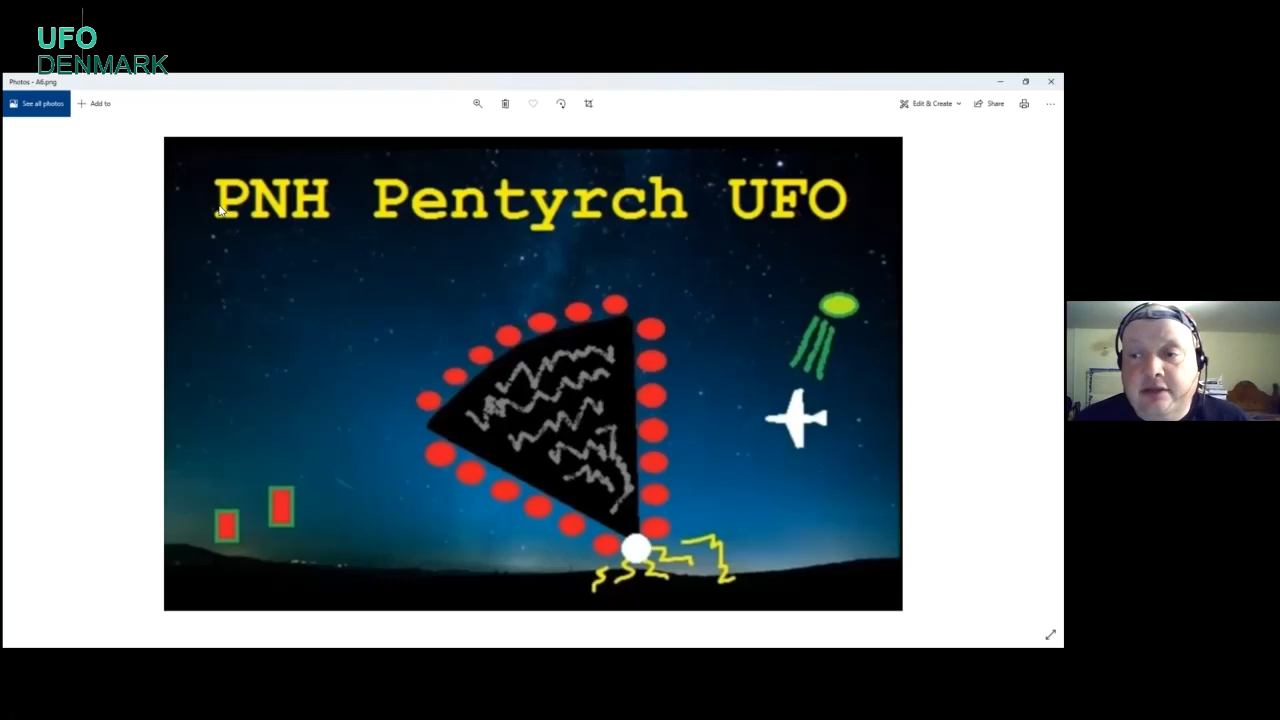 UFO
DENMARK
Photos - A6.png
See all photos
Add to
Edit & Create
Share
PNH Pentyrch UFO